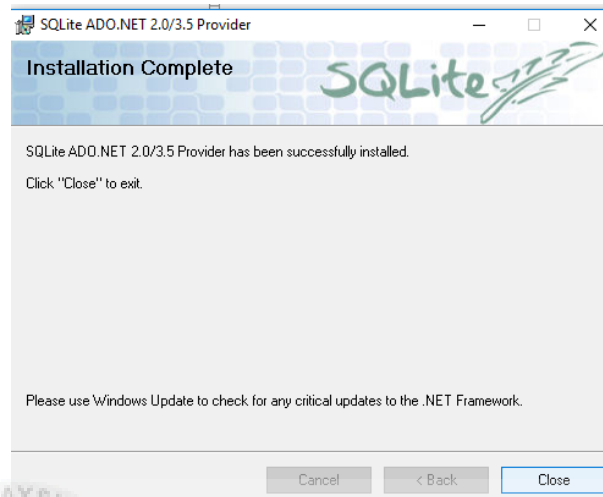 SQLite ADO.NET 2.0/3.5 Provider
Installation Complete
SQLite
SQLite ADO.NET 2.0/3.5 Provider has been successfully installed.
Click "Close" to exit.
Please use Windows Update to check for any critical updates to the .NET Framework.
Cancel
< Back
Close